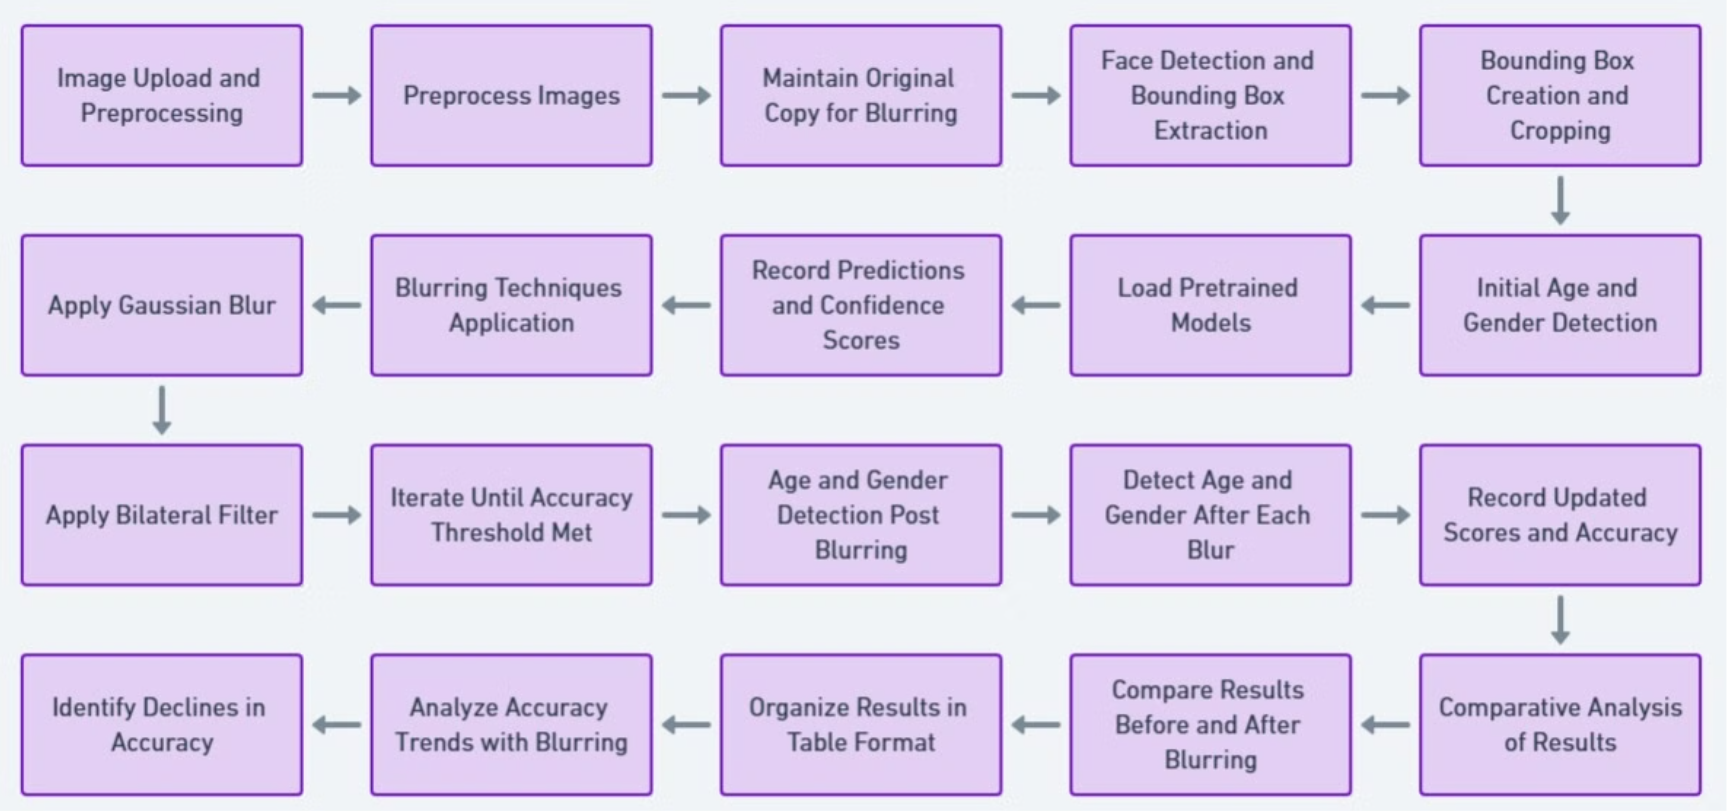 Image Upload and
Preprocessing
Preprocess Images
Maintain Original
Copy for Blurring
Face Detection and
Bounding Box
Extraction
Bounding Box
Creation and
Cropping
Initial Age and
Gender Detection
Load Pretrained
Models
Record Predictions
and Confidence
Scores
Blurring Techniques
Application
Apply Gaussian Blur
Apply Bilateral Filter
Iterate Until Accuracy
Threshold Met
Age and Gender
Detection Post
Blurring
Detect Age and
Gender After Each
Blur
Record Updated
Scores and Accuracy
Comparative Analysis
of Results
Compare Results
Before and After
Blurring
Organize Results in
Table Format
Analyze Accuracy
Trends with Blurring
Identify Declines in
Accuracy